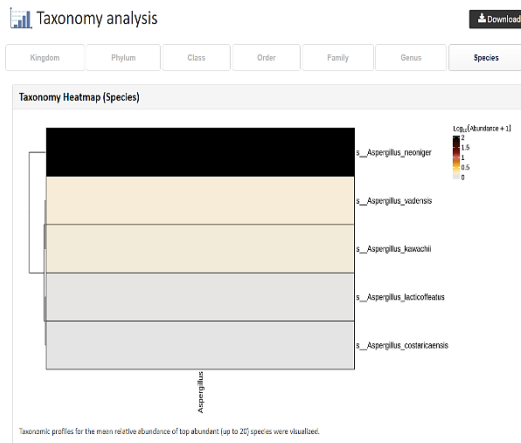 Taxonomy analysis
Download
Kingdom
Phylum
Class
Order
Family
Genus
Species
Taxonomy Heatmap (Species)
Log10(Abundance + 1)
2
1.5
1
0.5
0
s__Aspergillus_neoniger
s__Aspergillus_vadensis
s__Aspergillus_kawachii
s__Aspergillus_lacticoffeatus
s__Aspergillus_costaricaensis
Aspergillus
Taxonomic profiles for the mean relative abundance of top abundant (up to 20) species were visualized.